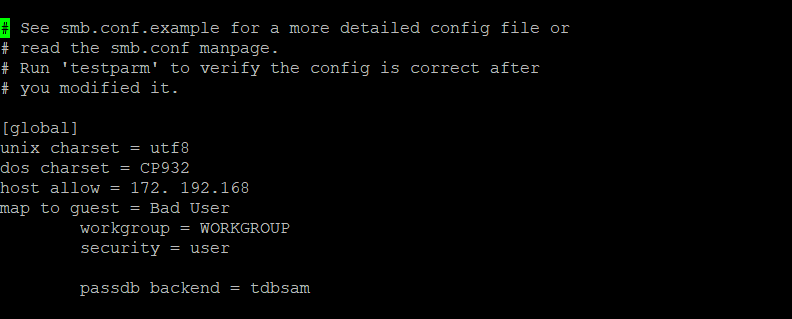 # See smb.conf.example for a more detailed config file or
# read the smb.conf manpage.
# Run 'testparm' to verify the config is correct after
# you modified it.
[global]
unix charset = utf8
dos charset = CP932
host allow = 172. 192.168
map to guest = Bad User
workgroup = WORKGROUP
security = user
passdb backend = tdbsam